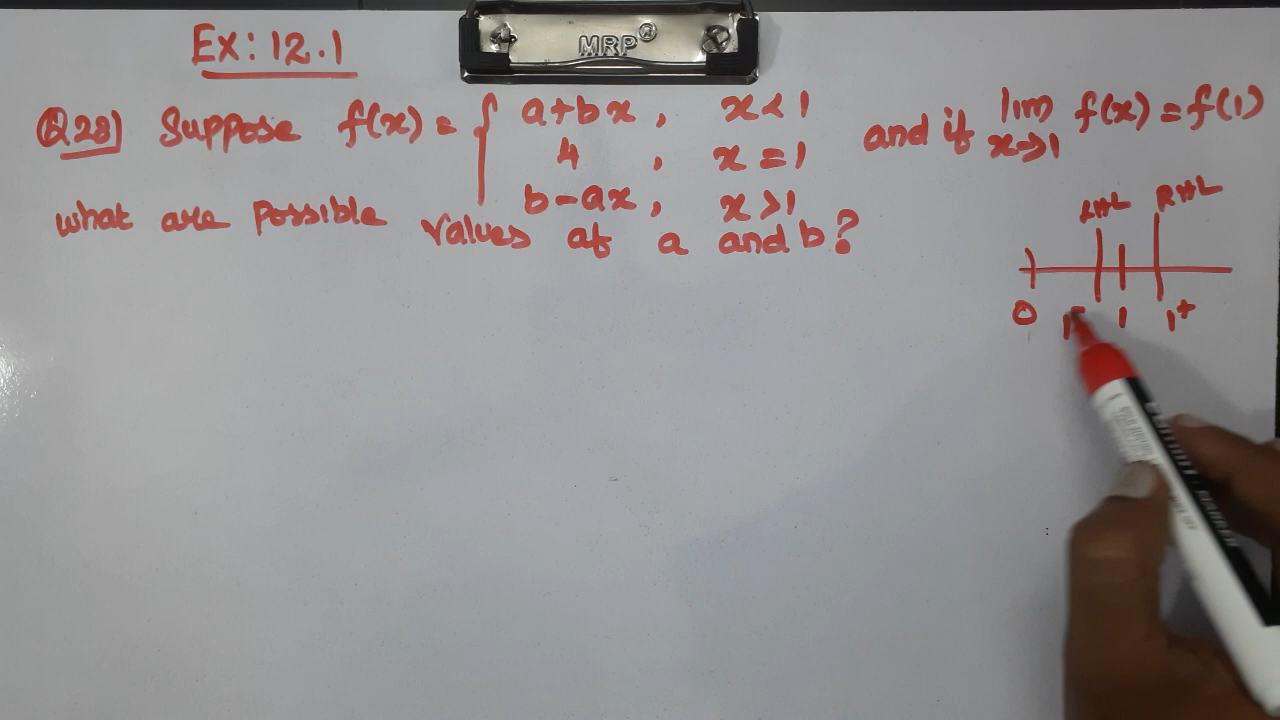 Ex: 12.1
MRP®
Q28) Suppose f(x) = { a+bx, x<1 and if lim x→1 f(x) = f(1)
4, x=1
b-ax, x>1
what are possible values of a and b?
LHL RHL
0 1⁻ 1 1⁺